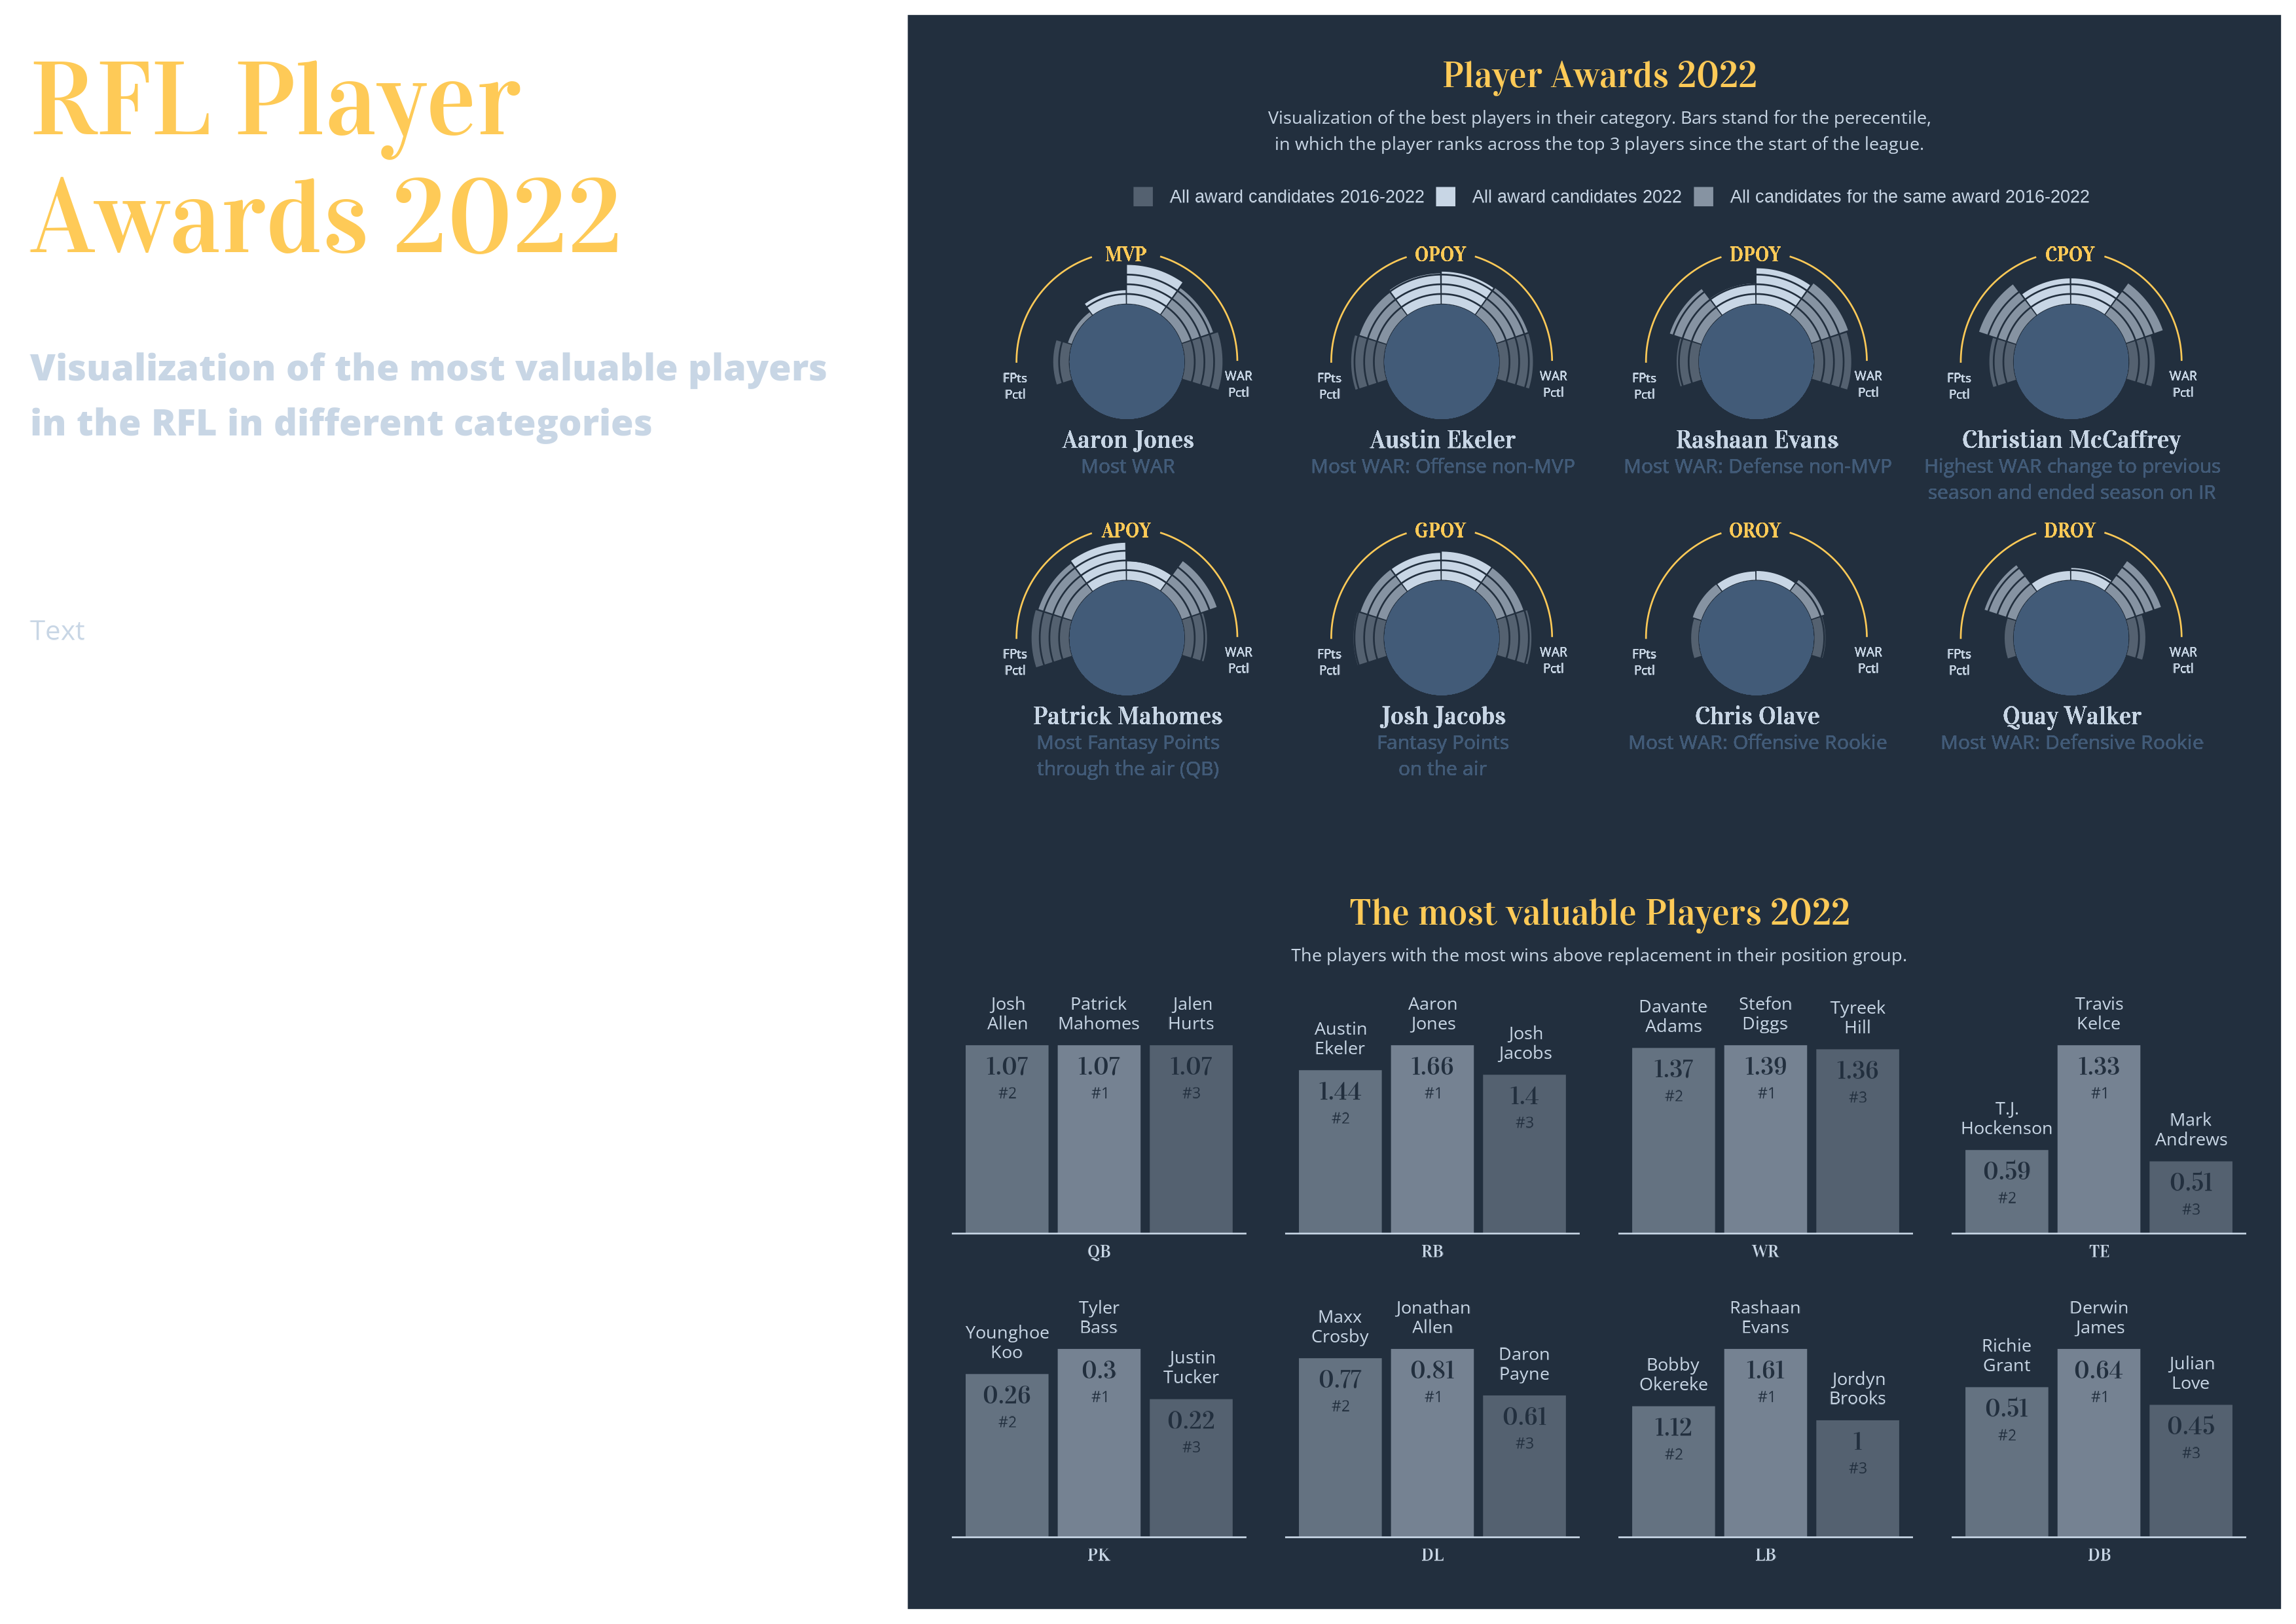 RFL Player
Awards 2022
Visualization of the most valuable players
in the RFL in different categories
Text
Player Awards 2022
Visualization of the best players in their category. Bars stand for the perecentile,
in which the player ranks across the top 3 players since the start of the league.
All award candidates 2016-2022 All award candidates 2022 All candidates for the same award 2016-2022
MVP
FPts
Pctl
WAR
Pctl
Aaron Jones
Most WAR
OPOY
FPts
Pctl
WAR
Pctl
Austin Ekeler
Most WAR: Offense non-MVP
DPOY
FPts
Pctl
WAR
Pctl
Rashaan Evans
Most WAR: Defense non-MVP
CPOY
FPts
Pctl
WAR
Pctl
Christian McCaffrey
Highest WAR change to previous
season and ended season on IR
APOY
FPts
Pctl
WAR
Pctl
Patrick Mahomes
Most Fantasy Points
through the air (QB)
GPOY
FPts
Pctl
WAR
Pctl
Josh Jacobs
Fantasy Points
on the air
OROY
FPts
Pctl
WAR
Pctl
Chris Olave
Most WAR: Offensive Rookie
DROY
FPts
Pctl
WAR
Pctl
Quay Walker
Most WAR: Defensive Rookie
The most valuable Players 2022
The players with the most wins above replacement in their position group.
Josh
Allen
1.07
#2
Patrick
Mahomes
1.07
#1
Jalen
Hurts
1.07
#3
QB
Austin
Ekeler
1.44
#2
Aaron
Jones
1.66
#1
Josh
Jacobs
1.4
#3
RB
Davante
Adams
1.37
#2
Stefon
Diggs
1.39
#1
Tyreek
Hill
1.36
#3
WR
T.J.
Hockenson
0.59
#2
Travis
Kelce
1.33
#1
Mark
Andrews
0.51
#3
TE
Younghoe
Koo
0.26
#2
Tyler
Bass
0.3
#1
Justin
Tucker
0.22
#3
PK
Maxx
Crosby
0.77
#2
Jonathan
Allen
0.81
#1
Daron
Payne
0.61
#3
DL
Bobby
Okereke
1.12
#2
Rashaan
Evans
1.61
#1
Jordyn
Brooks
1
#3
LB
Richie
Grant
0.51
#2
Derwin
James
0.64
#1
Julian
Love
0.45
#3
DB